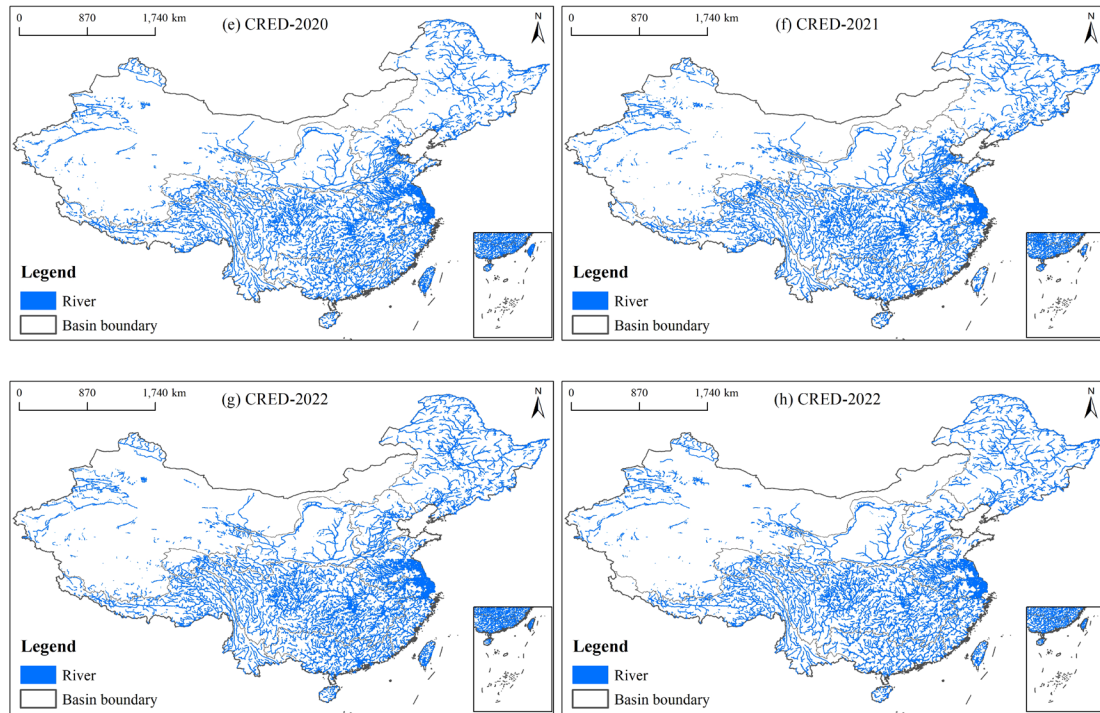 0 870 1,740 km
(e) CRED-2020
N
Legend
River
Basin boundary
0 870 1,740 km
(f) CRED-2021
N
Legend
River
Basin boundary
0 870 1,740 km
(g) CRED-2022
N
Legend
River
Basin boundary
0 870 1,740 km
(h) CRED-2022
N
Legend
River
Basin boundary